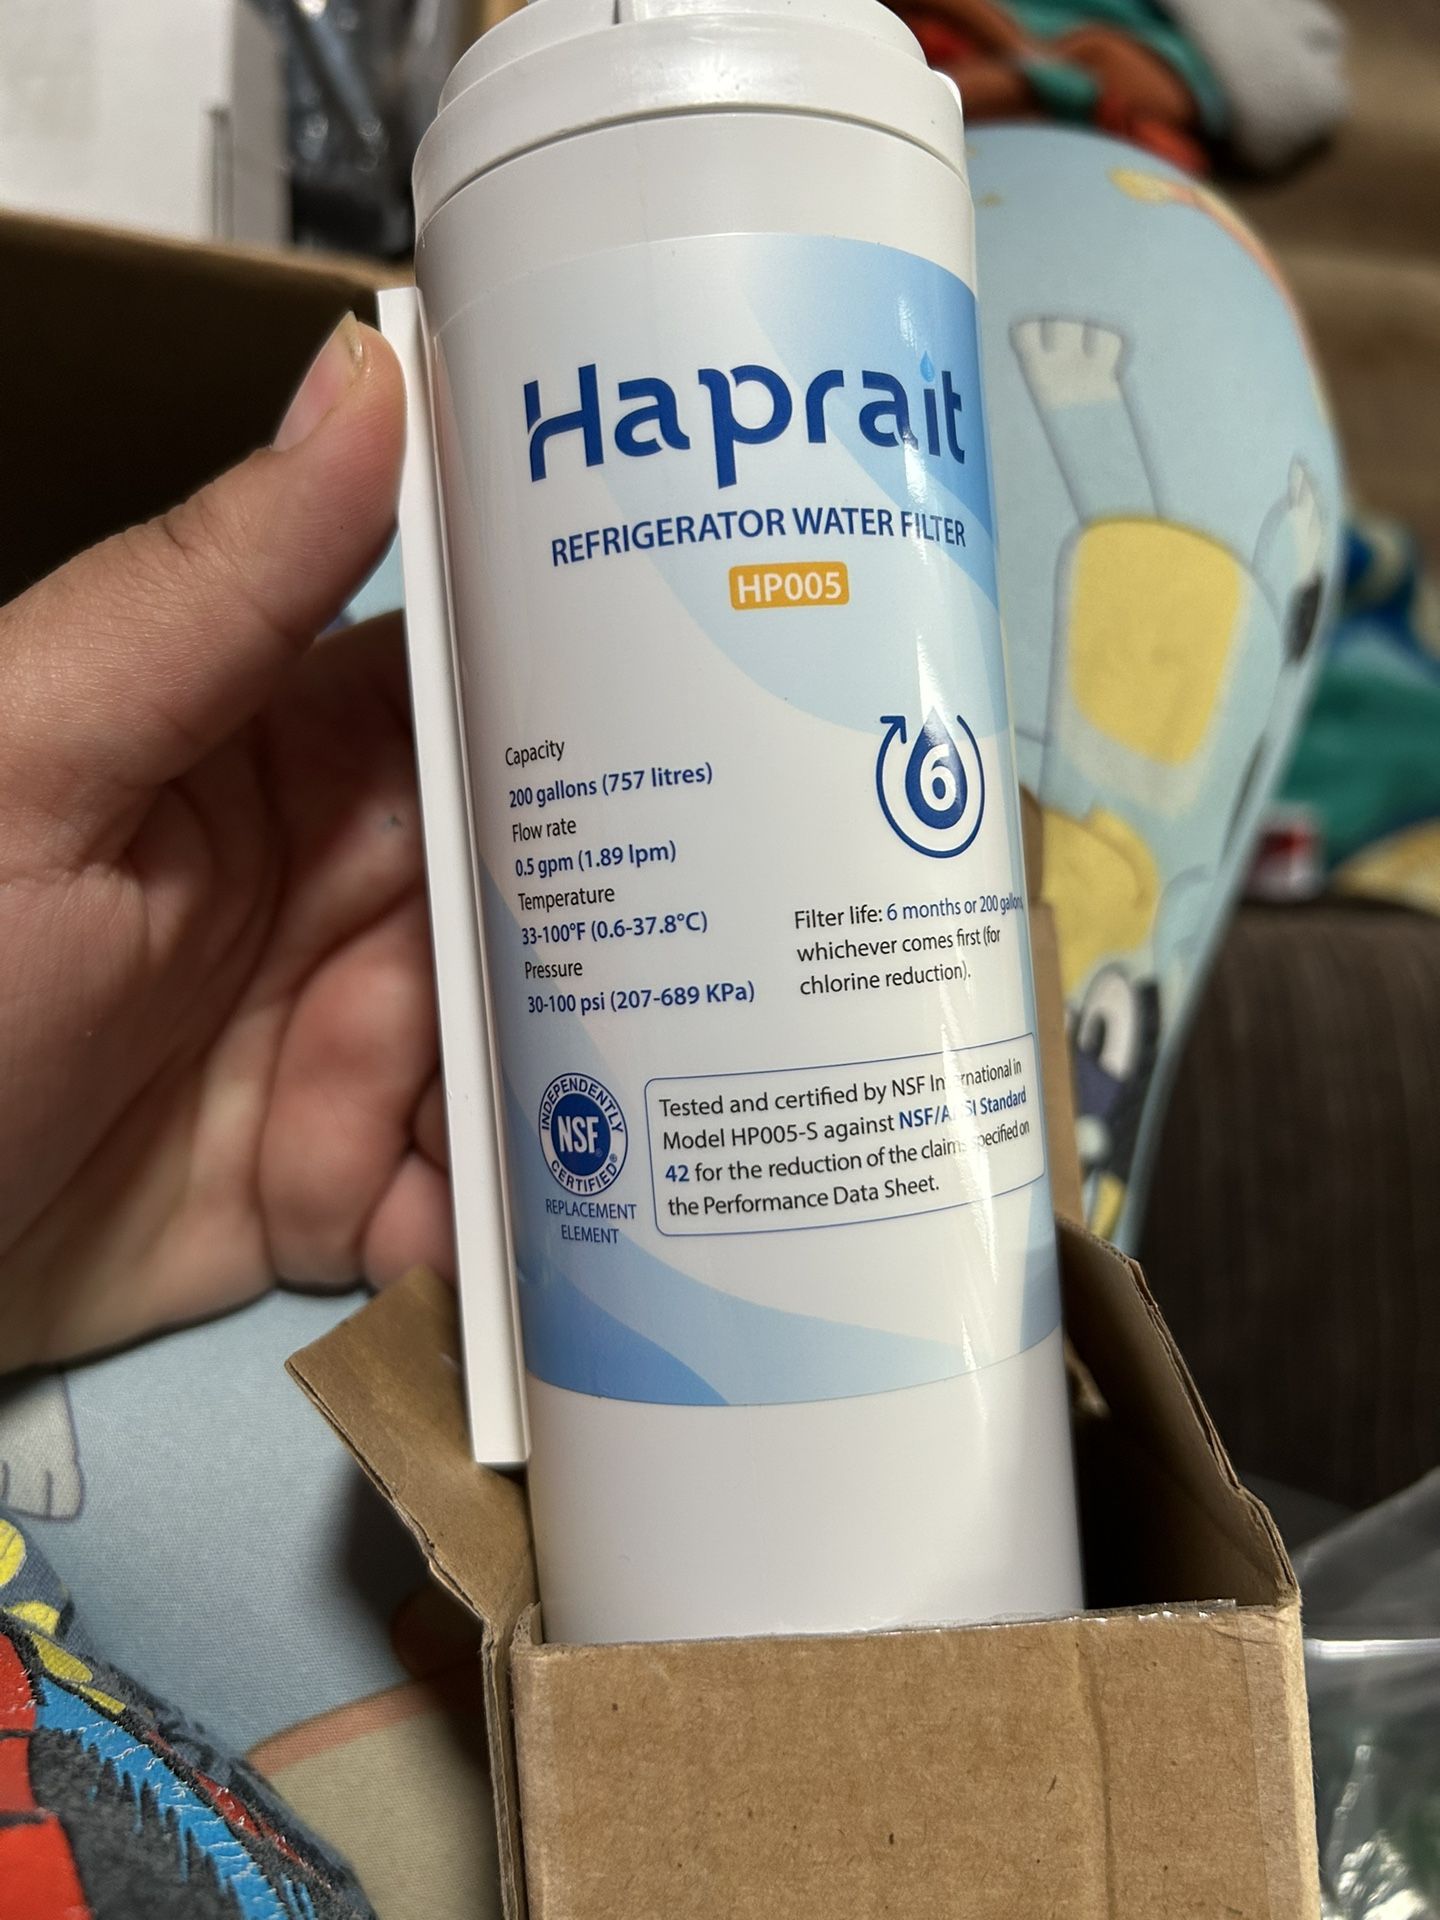 Haprait
REFRIGERATOR WATER FILTER
HP005
Capacity
200 gallons (757 litres)
Flow rate
0.5 gpm (1.89 lpm)
Temperature
33-100°F (0.6-37.8°C)
Pressure
30-100 psi (207-689 KPa)
6
Filter life: 6 months or 200 gallons
whichever comes first (for
chlorine reduction).
INDEPENDENTLY
NSF®
CERTIFIED®
REPLACEMENT
ELEMENT
Tested and certified by NSF International in
Model HP005-S against NSF/ANSI Standard
42 for the reduction of the claims specified on
the Performance Data Sheet.